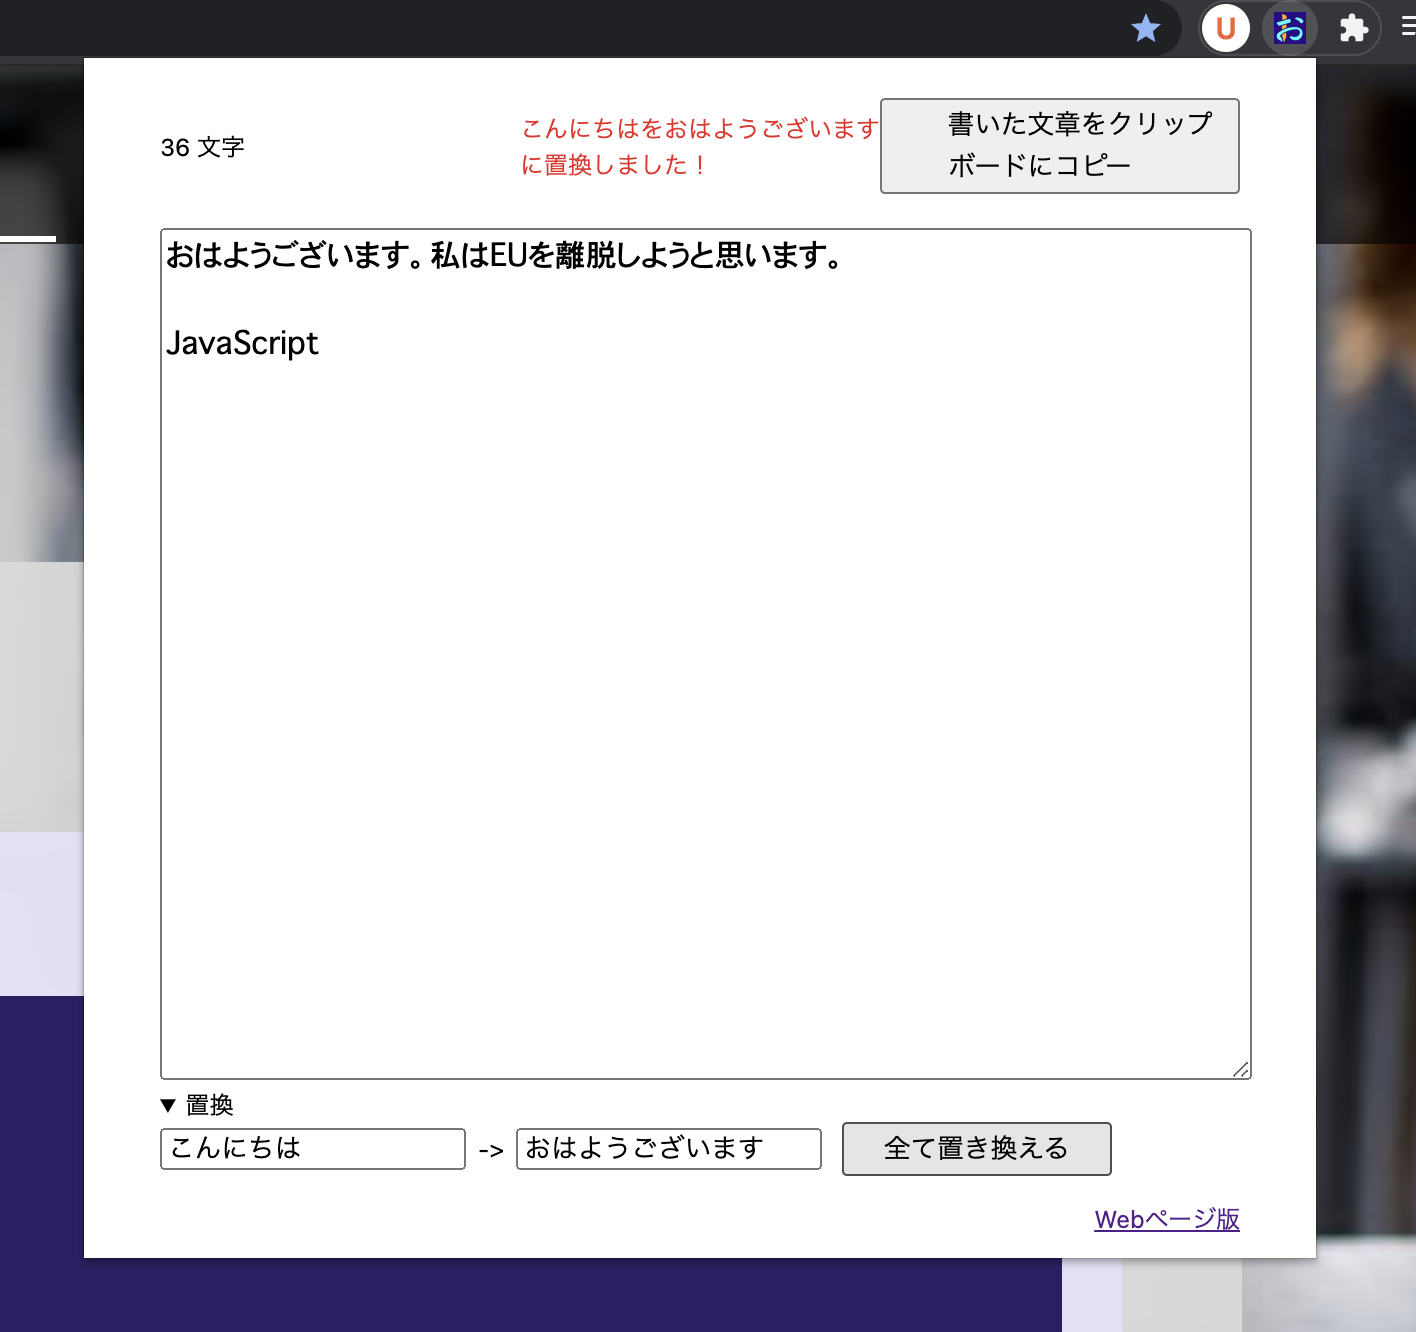 U
お
36 文字
こんにちはをおはようございます
に置換しました！
書いた文章をクリップ
ボードにコピー
おはようございます。私はEUを離脱しようと思います。
JavaScript
▼ 置換
こんにちは -> おはようございます 全て置き換える
Webページ版